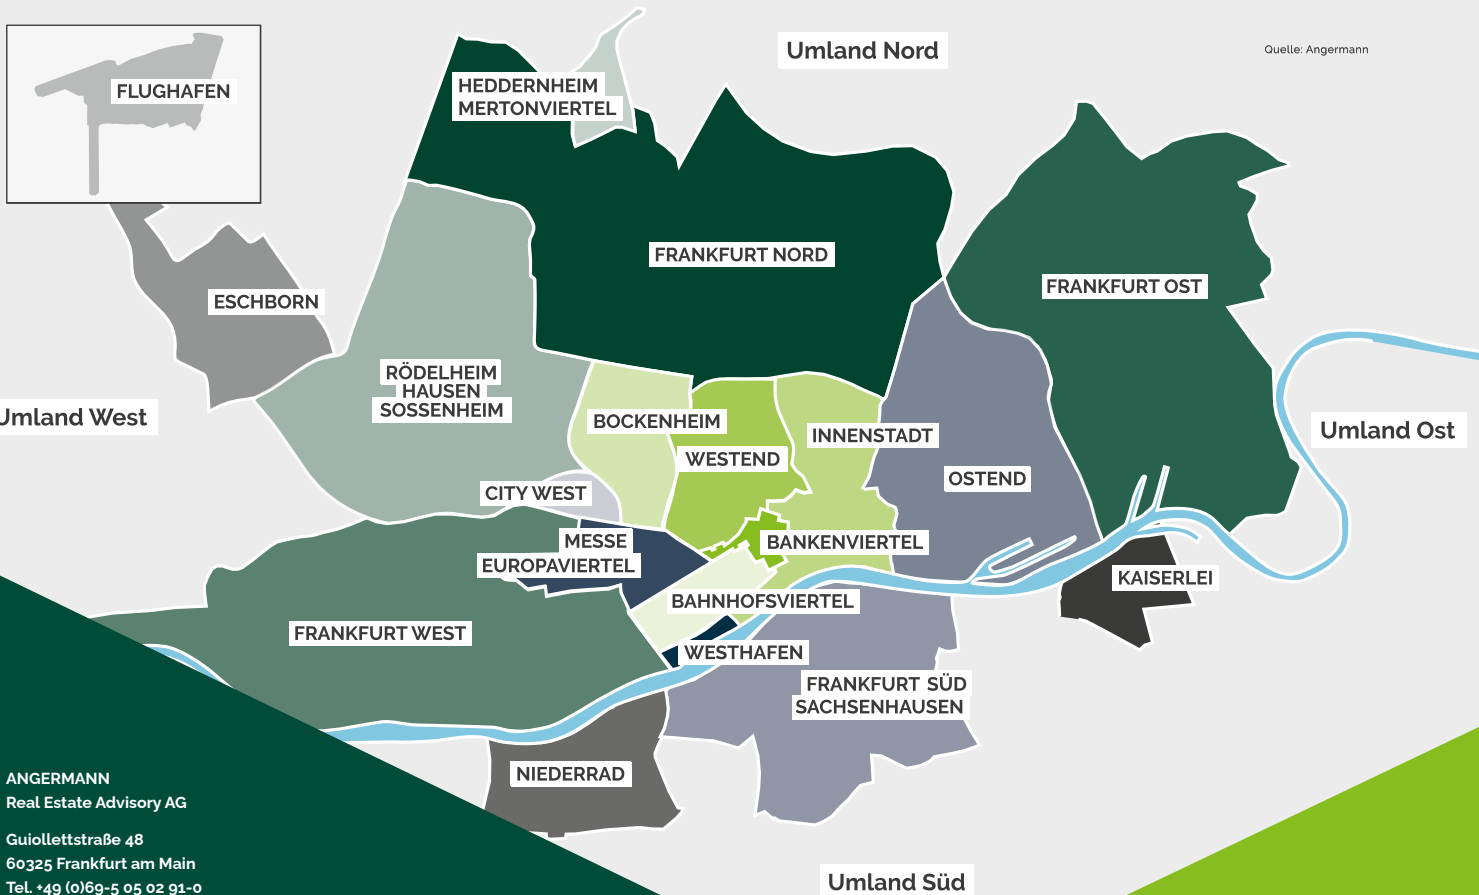 Umland Nord
Quelle: Angermann
FLUGHAFEN
HEDDERNHEIM
MERTONVIERTEL
FRANKFURT NORD
FRANKFURT OST
ESCHBORN
RÖDELHEIM
HAUSEN
SOSSENHEIM
Umland West
BOCKENHEIM
INNENSTADT
Umland Ost
WESTEND
OSTEND
CITY WEST
MESSE
EUROPAVIERTEL
BANKENVIERTEL
KAISERLEI
BAHNHOFSVIERTEL
FRANKFURT WEST
WESTHAFEN
FRANKFURT SÜD
SACHSENHAUSEN
NIEDERRAD
ANGERMANN
Real Estate Advisory AG
Guiollettstraße 48
60325 Frankfurt am Main
Tel. +49 (0)69-5 05 02 91-0
Umland Süd